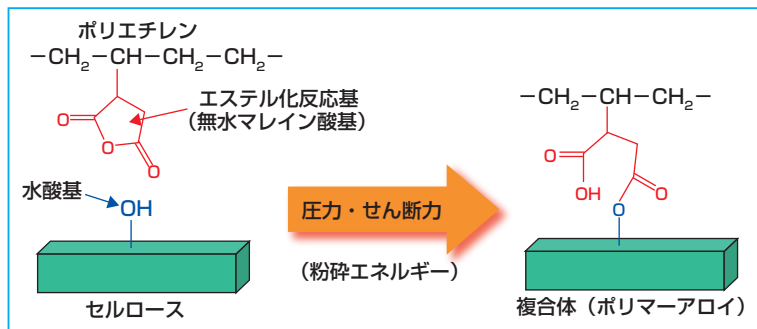 ポリエチレン
−CH2−CH−CH2−CH2−
エステル化反応基
(無水マレイン酸基)
O
O
O
水酸基
OH
セルロース
圧力・せん断力
(粉砕エネルギー)
−CH2−CH−CH2−
O
OH
O
O
複合体(ポリマーアロイ)